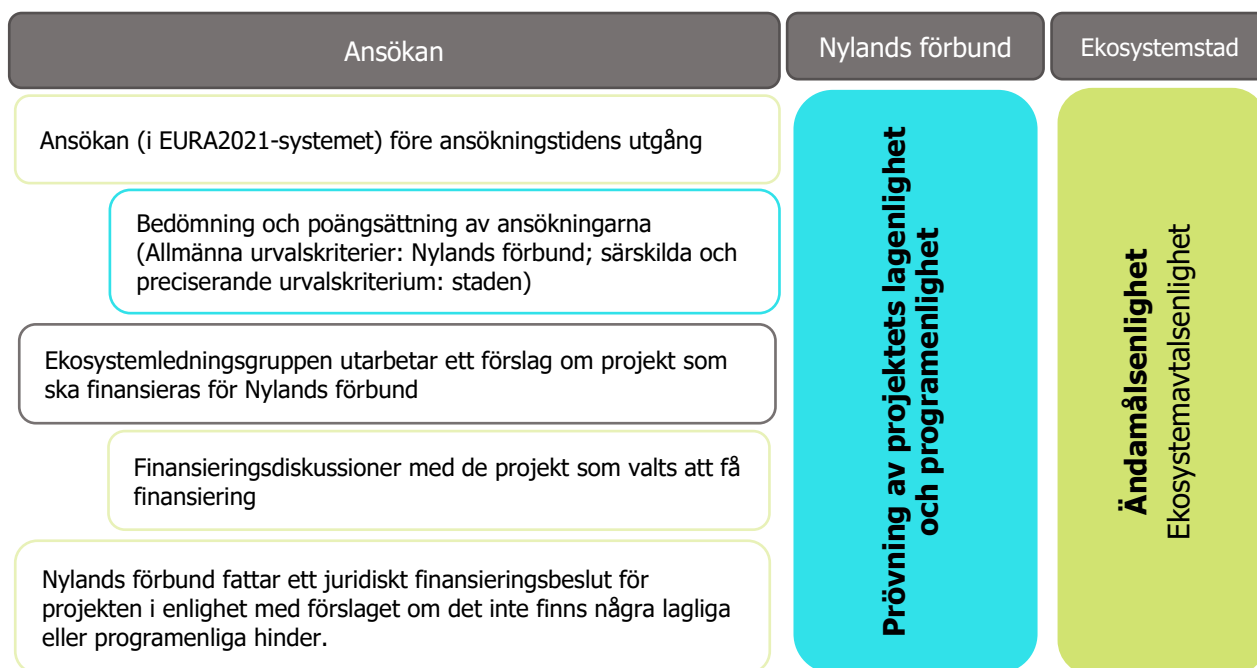 Ansökan
Nylands förbund
Ekosystemstad
Ansökan (i EURA2021-systemet) före ansökningstidens utgång
Bedömning och poängsättning av ansökningarna
(Allmänna urvalskriterier: Nylands förbund; särskilda och
preciserande urvalskriterium: staden)
Ekosystemledningsgruppen utarbetar ett förslag om projekt som
ska finansieras för Nylands förbund
Finansieringsdiskussioner med de projekt som valts att få
finansiering
Nylands förbund fattar ett juridiskt finansieringsbeslut för
projekten i enlighet med förslaget om det inte finns några lagliga
eller programenliga hinder.
Prövning av projektets lagenlighet
och programenlighet
Ändamålsenlighet
Ekosystemavtalsenlighet